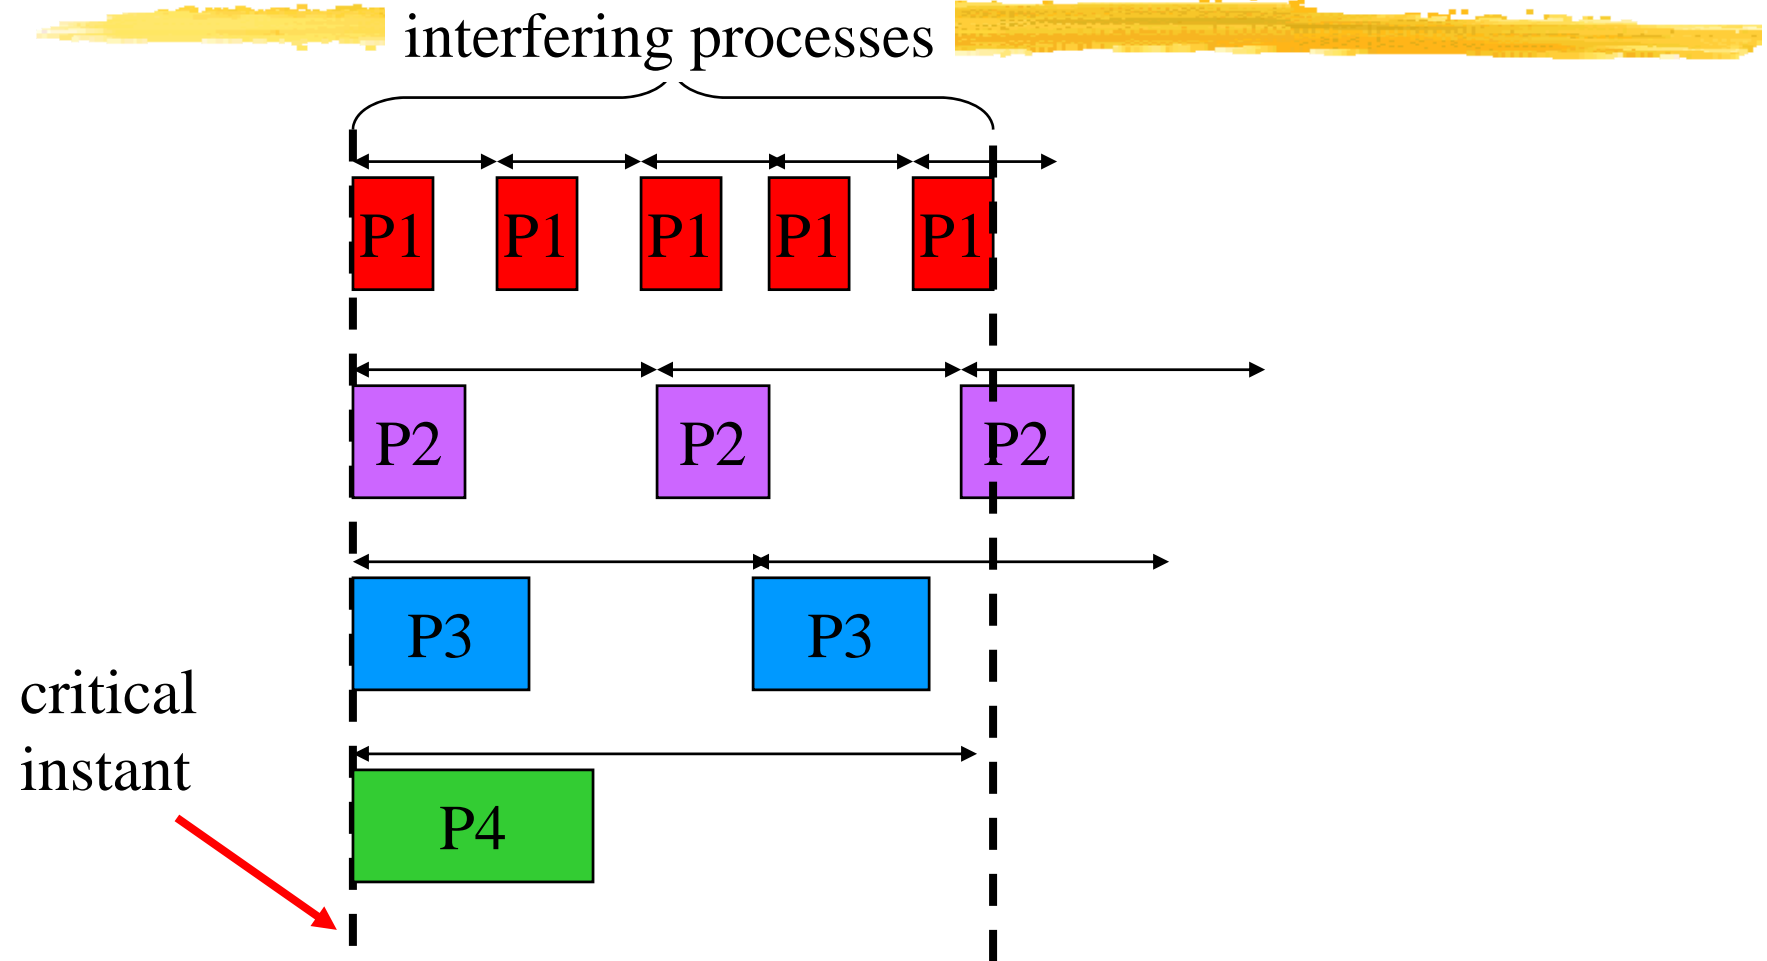 interfering processes
P1 P1 P1 P1 P1
P2 P2 P2
P3 P3
critical
instant
P4